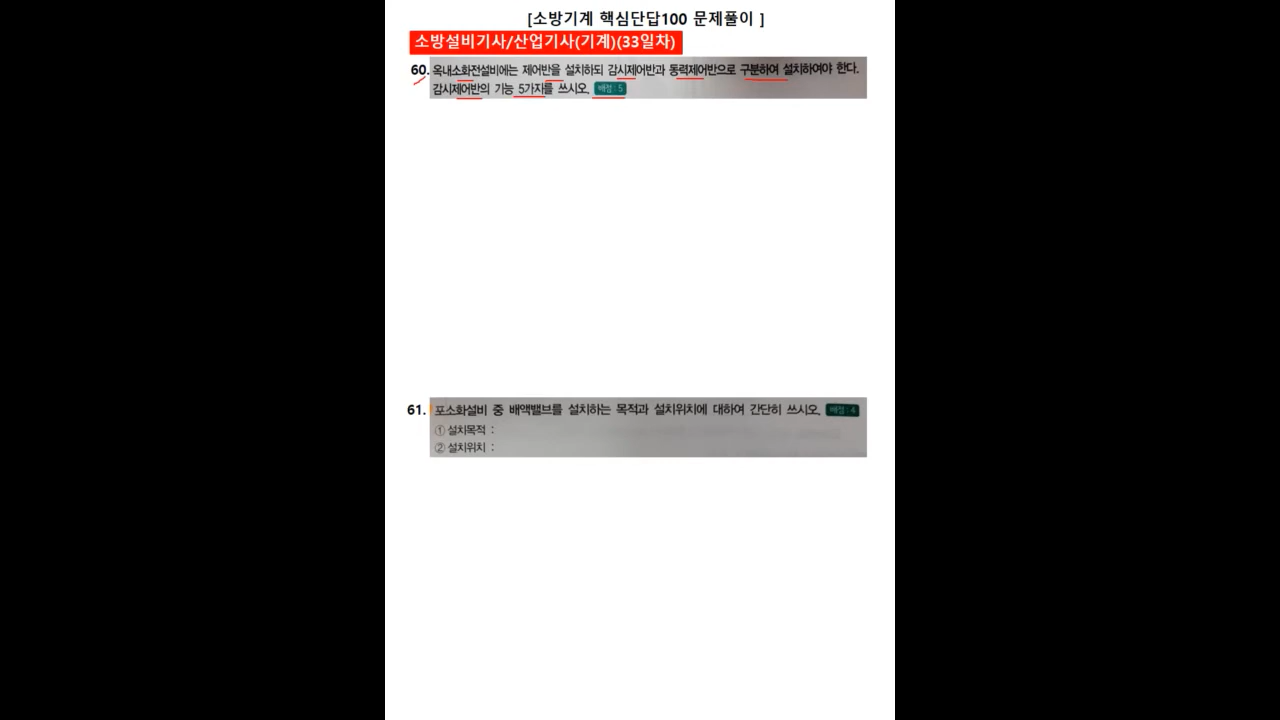 [소방기계 핵심단답100 문제풀이 ]
소방설비기사/산업기사(기계)(33일차)
60. 옥내소화전설비에는 제어반을 설치하되 감시제어반과 동력제어반으로 구분하여 설치하여야 한다.
감시제어반의 기능 5가지를 쓰시오. 배점 : 5
61. 포소화설비 중 배액밸브를 설치하는 목적과 설치위치에 대하여 간단히 쓰시오. 배점 : 4
① 설치목적 :
② 설치위치 :